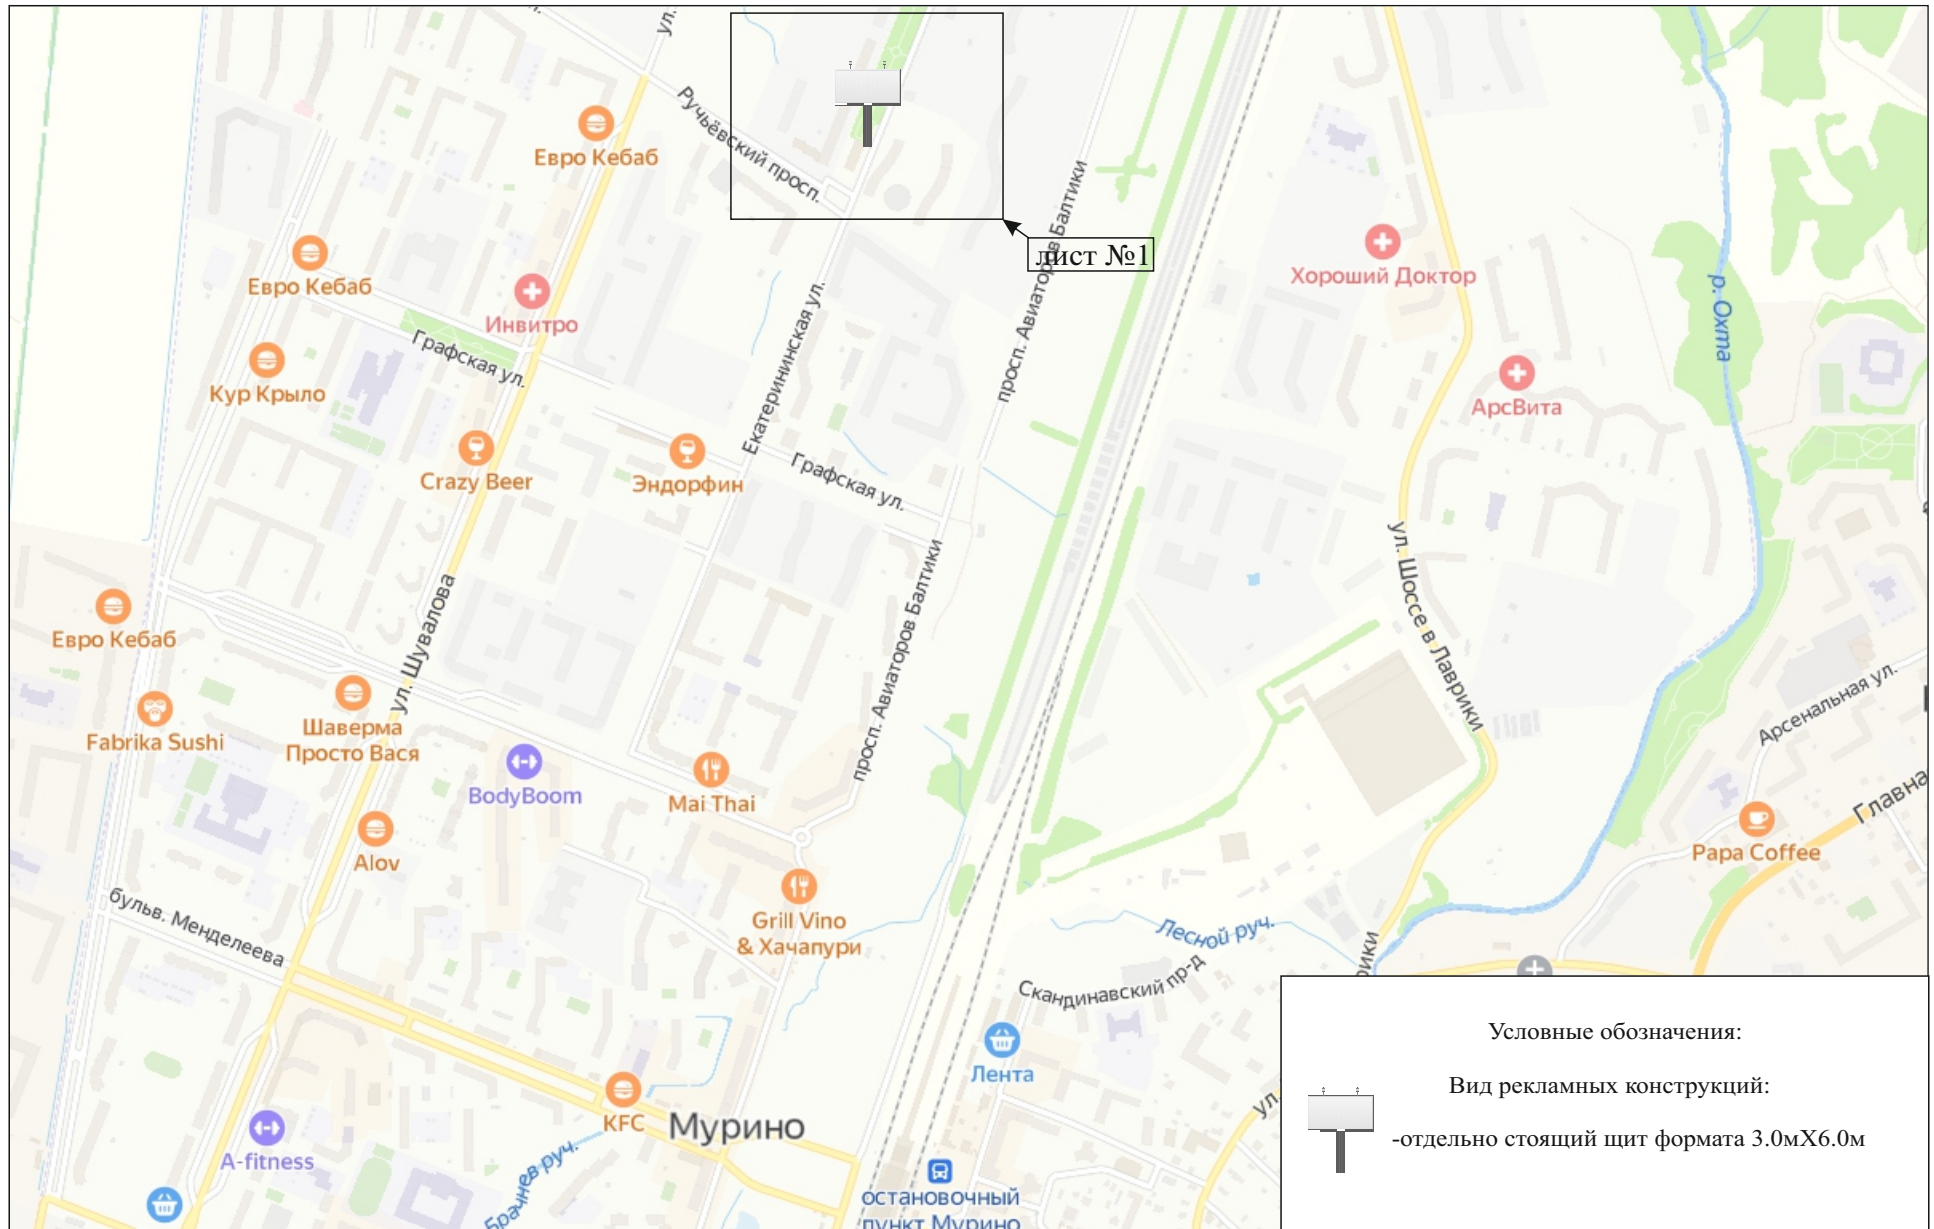 ул.
Ручьёвский просп.
Евро Кебаб
просп. Авиаторов Балтики
лист №1
Евро Кебаб
Инвитро
Хороший Доктор
р. Охта
Графская ул.
Екатерининская ул.
Кур Крыло
АрсВита
Crazy Beer
Эндорфин
Графская ул.
ул. Шоссе в Лаврики
просп. Авиаторов Балтики
ул. Шувалова
Евро Кебаб
Fabrika Sushi
Шаверма
Просто Вася
BodyBoom
Mai Thai
Арсенальная ул.
Главна
Papa Coffee
Alov
бульв. Менделеева
Grill Vino
& Хачапури
Лесной руч.
рики
Скандинавский пр-д
Лента
KFC
Мурино
A-fitness
Брачнев руч.
ул.
остановочный
пункт Мурино
Условные обозначения:
Вид рекламных конструкций:
-отдельно стоящий щит формата 3.0мX6.0м